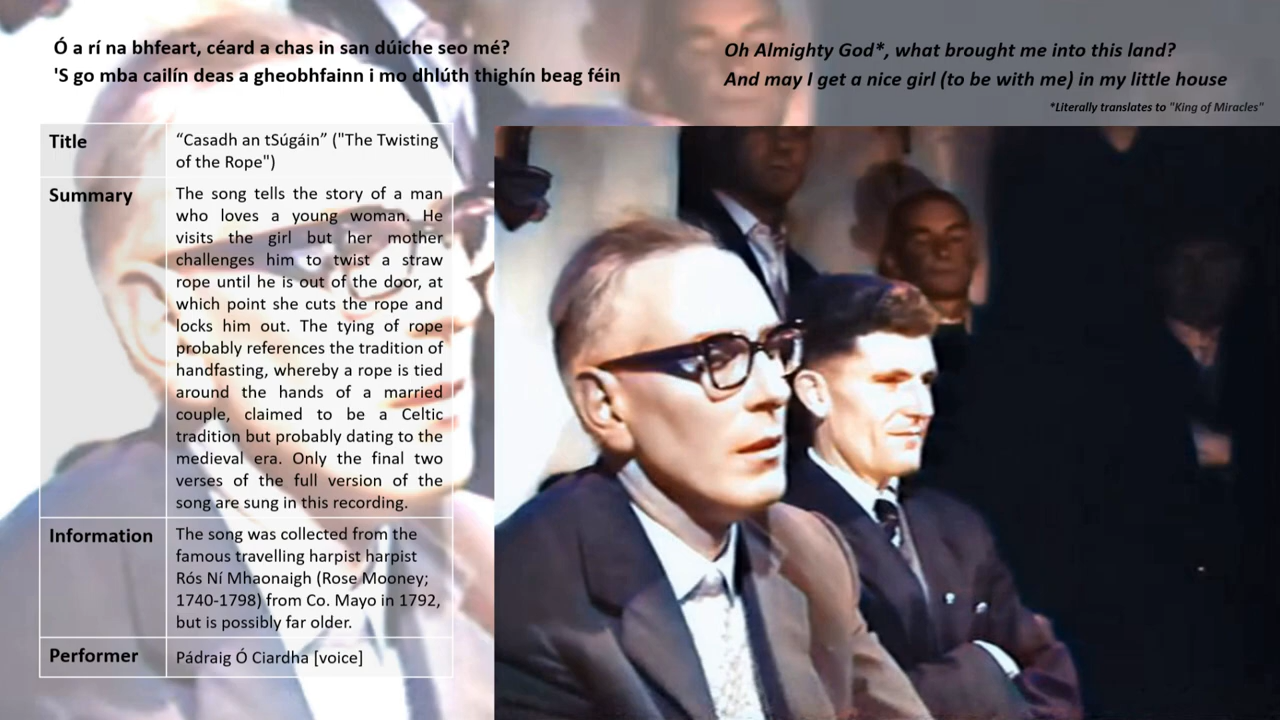 Ó a rí na bhfeart, céard a chas in san dúiche seo mé?
'S go mba cailín deas a gheobhfainn i mo dhlúth thighín beag féin
Oh Almighty God*, what brought me into this land?
And may I get a nice girl (to be with me) in my little house
*Literally translates to "King of Miracles"
Title
“Casadh an tSúgáin” ("The Twisting
of the Rope")
Summary
The song tells the story of a man
who loves a young woman. He
visits the girl but her mother
challenges him to twist a straw
rope until he is out of the door, at
which point she cuts the rope and
locks him out. The tying of rope
probably references the tradition of
handfasting, whereby a rope is tied
around the hands of a married
couple, claimed to be a Celtic
tradition but probably dating to the
medieval era. Only the final two
verses of the full version of the
song are sung in this recording.
Information
The song was collected from the
famous travelling harpist harpist
Rós Ní Mhaonaigh (Rose Mooney;
1740-1798) from Co. Mayo in 1792,
but is possibly far older.
Performer
Pádraig Ó Ciardha [voice]